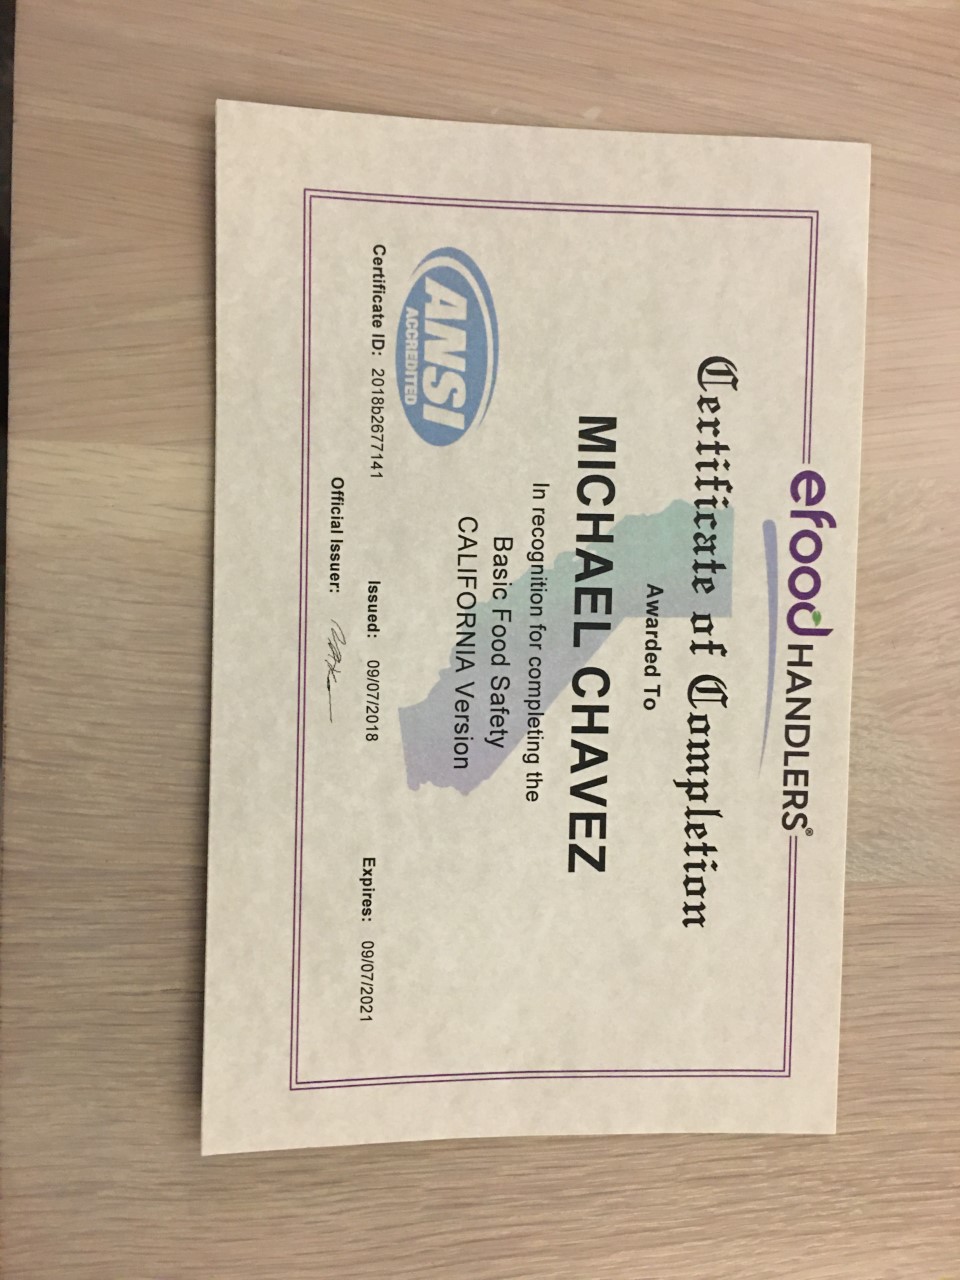 efood HANDLERS®
Certificate of Completion
Awarded To
MICHAEL CHAVEZ
In recognition for completing the
Basic Food Safety
CALIFORNIA Version
ANSI
ACCREDITED
Certificate ID: 2018b2677141
Issued: 09/07/2018
Expires: 09/07/2021
Official Issuer: